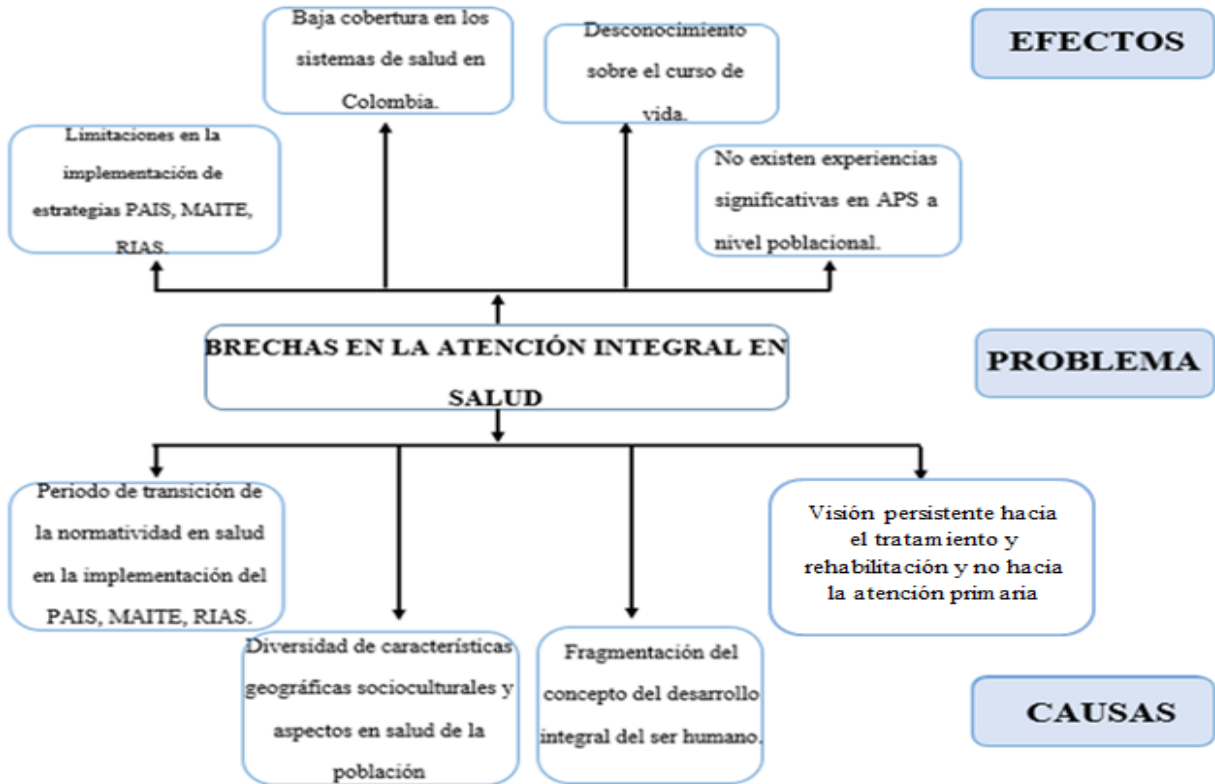 Baja cobertura en los
sistemas de salud en
Colombia.
Desconocimiento
sobre el curso de
vida.
EFECTOS
Limitaciones en la
implementación de
estrategias PAIS, MAITE,
RIAS.
No existen experiencias
significativas en APS a
nivel poblacional.
BRECHAS EN LA ATENCIÓN INTEGRAL EN
SALUD
PROBLEMA
Periodo de transición de
la normatividad en salud
en la implementación del
PAIS, MAITE, RIAS.
Visión persistente hacia
el tratamiento y
rehabilitación y no hacia
la atención primaria
Diversidad de características
geográficas socioculturales y
aspectos en salud de la
población
Fragmentación del
concepto del desarrollo
integral del ser humano.
CAUSAS